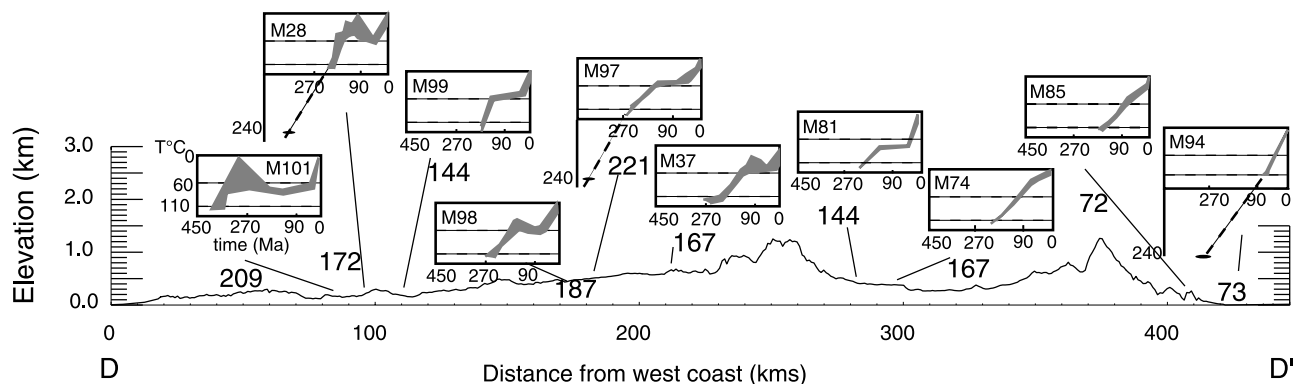 M28
270 90 0
240
M99
450 270 90 0
144
M97
270 90 0
240
221
M85
270 90 0
72
M81
450 270 90 0
144
M94
270 90 0
240
73
T°C
0
60
110
M101
450 270 90 0
time (Ma)
209
172
M98
450 270 90
187
M37
450 270 90 0
167
M74
450 270 90 0
167
Elevation (km)
3.0
2.0
1.0
0.0
0 100 200 300 400
D Distance from west coast (kms) D'